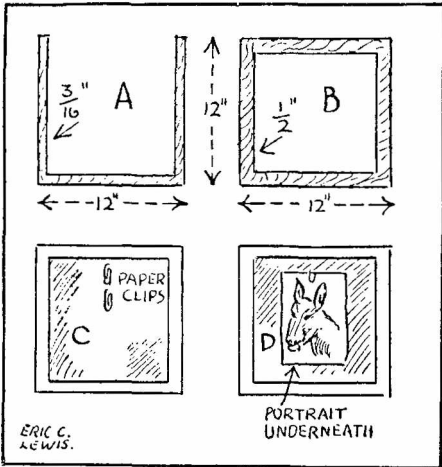 A
3/16"
12"
B
1/2"
12"
12"
C
PAPER
CLIPS
D
PORTRAIT
UNDERNEATH
ERIC C.
LEWIS.